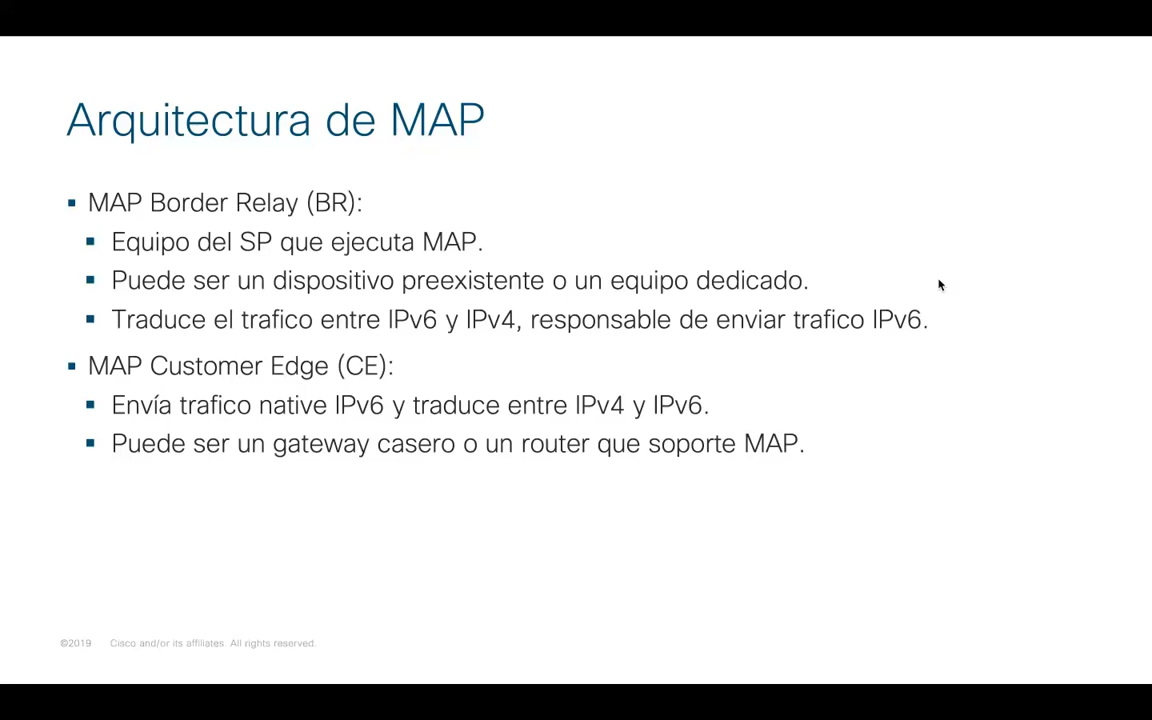 Arquitectura de MAP
▪ MAP Border Relay (BR):
▪ Equipo del SP que ejecuta MAP.
▪ Puede ser un dispositivo preexistente o un equipo dedicado.
▪ Traduce el trafico entre IPv6 y IPv4, responsable de enviar trafico IPv6.
▪ MAP Customer Edge (CE):
▪ Envía trafico native IPv6 y traduce entre IPv4 y IPv6.
▪ Puede ser un gateway casero o un router que soporte MAP.
©2019 Cisco and/or its affiliates. All rights reserved.